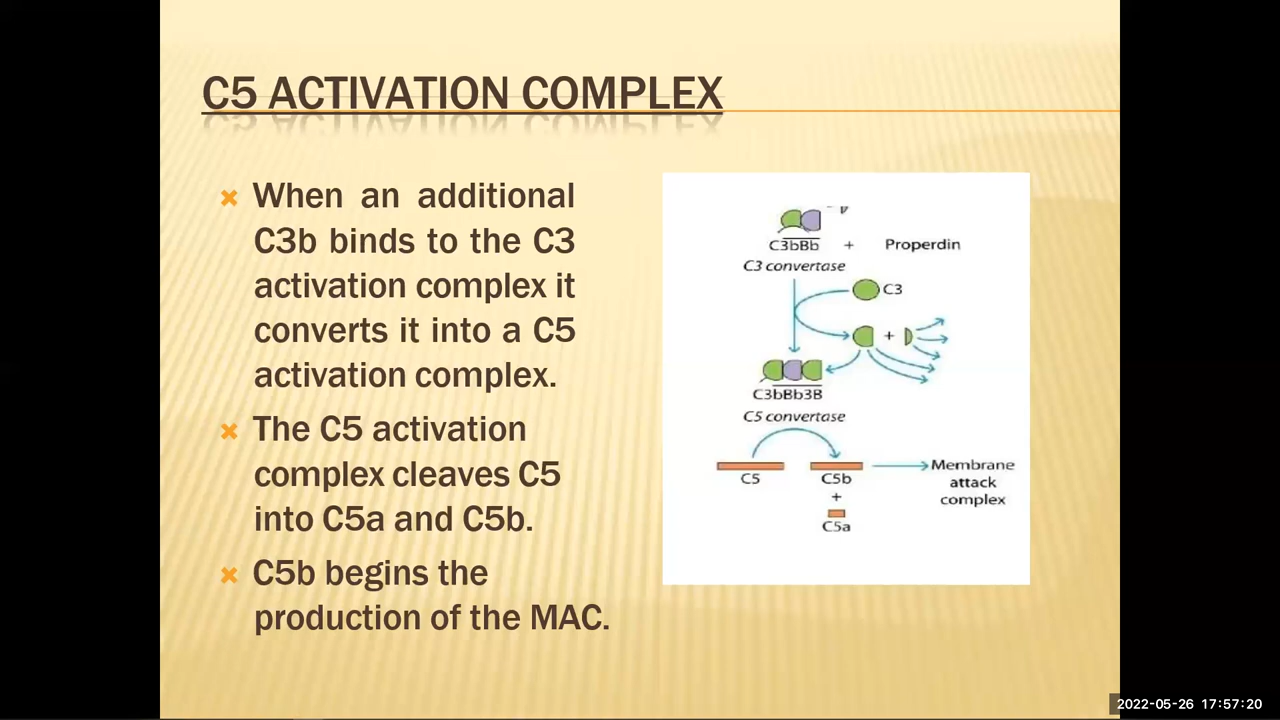 C5 ACTIVATION COMPLEX
When an additional
C3b binds to the C3
activation complex it
converts it into a C5
activation complex.
The C5 activation
complex cleaves C5
into C5a and C5b.
C5b begins the
production of the MAC.
C3bBb + Properdin
C3 convertase
C3
+
C3bBb3B
C5 convertase
C5 C5b
+
C5a
Membrane
attack
complex
2022-05-26 17:57:20